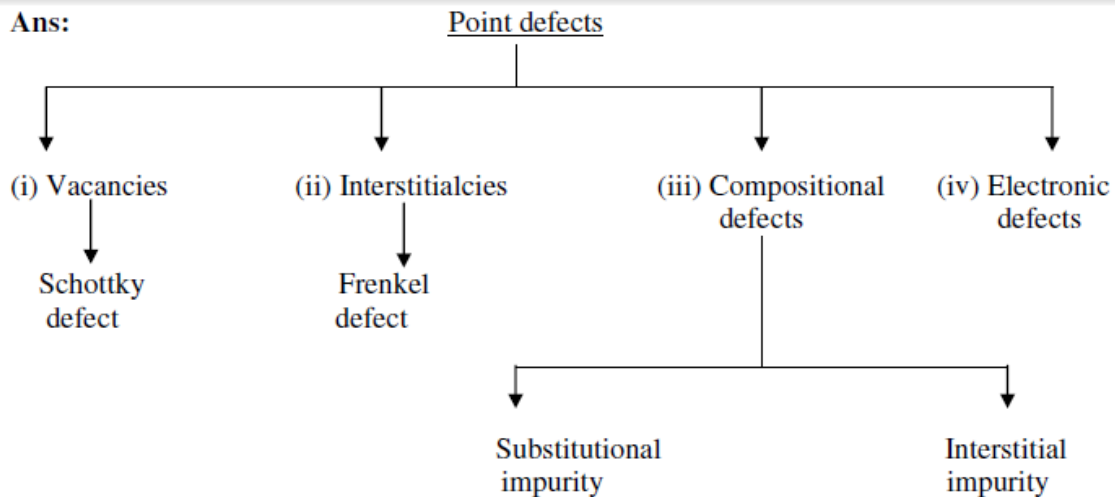 Ans:
Point defects
(i) Vacancies
(ii) Interstitialcies
(iii) Compositional
defects
(iv) Electronic
defects
Schottky
defect
Frenkel
defect
Substitutional
impurity
Interstitial
impurity